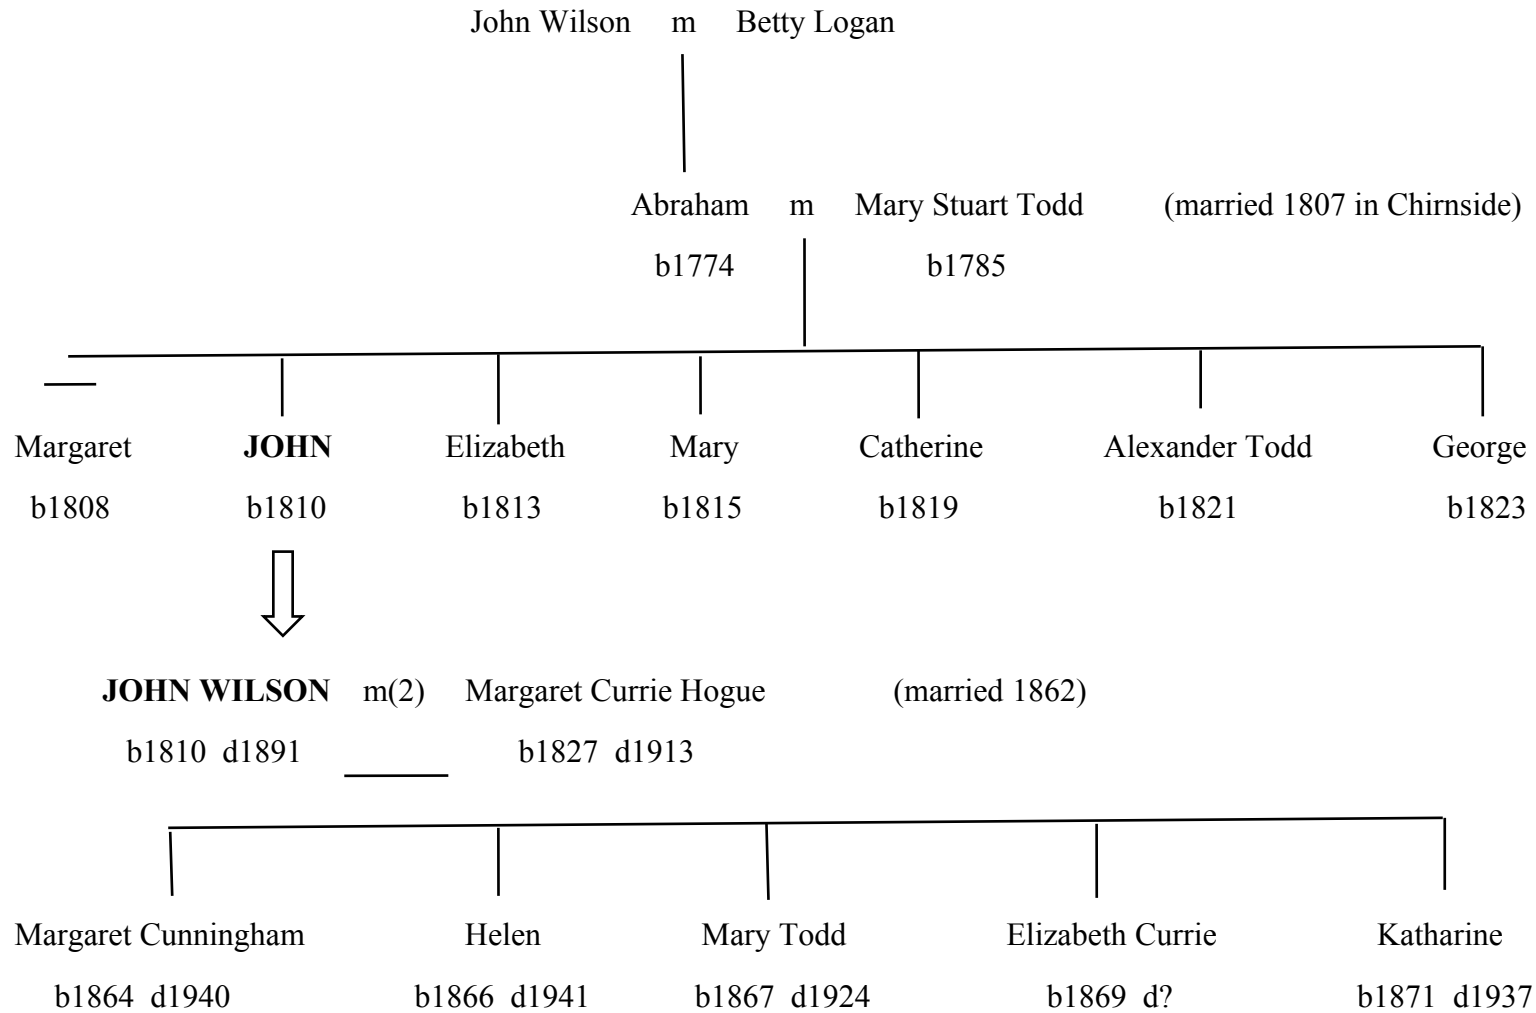 John Wilson m Betty Logan
Abraham m Mary Stuart Todd (married 1807 in Chirnside)
b1774 b1785
Margaret JOHN Elizabeth Mary Catherine Alexander Todd George
b1808 b1810 b1813 b1815 b1819 b1821 b1823
JOHN WILSON m(2) Margaret Currie Hogue (married 1862)
b1810 d1891 b1827 d1913
Margaret Cunningham Helen Mary Todd Elizabeth Currie Katharine
b1864 d1940 b1866 d1941 b1867 d1924 b1869 d? b1871 d1937